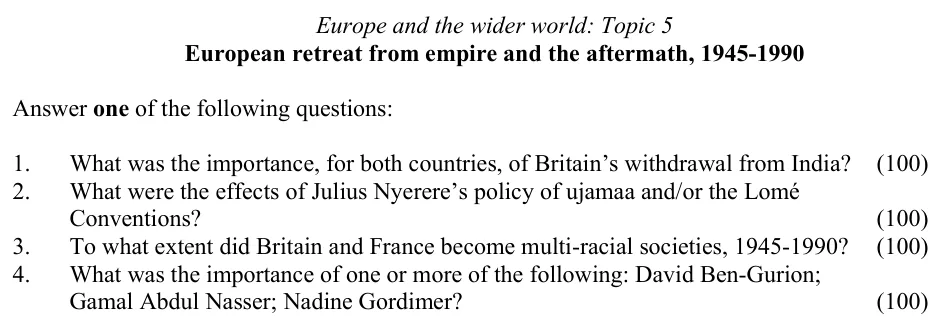 Europe and the wider world: Topic 5
European retreat from empire and the aftermath, 1945-1990
Answer one of the following questions:
1. What was the importance, for both countries, of Britain’s withdrawal from India? (100)
2. What were the effects of Julius Nyerere’s policy of ujamaa and/or the Lomé
Conventions? (100)
3. To what extent did Britain and France become multi-racial societies, 1945-1990? (100)
4. What was the importance of one or more of the following: David Ben-Gurion;
Gamal Abdul Nasser; Nadine Gordimer? (100)